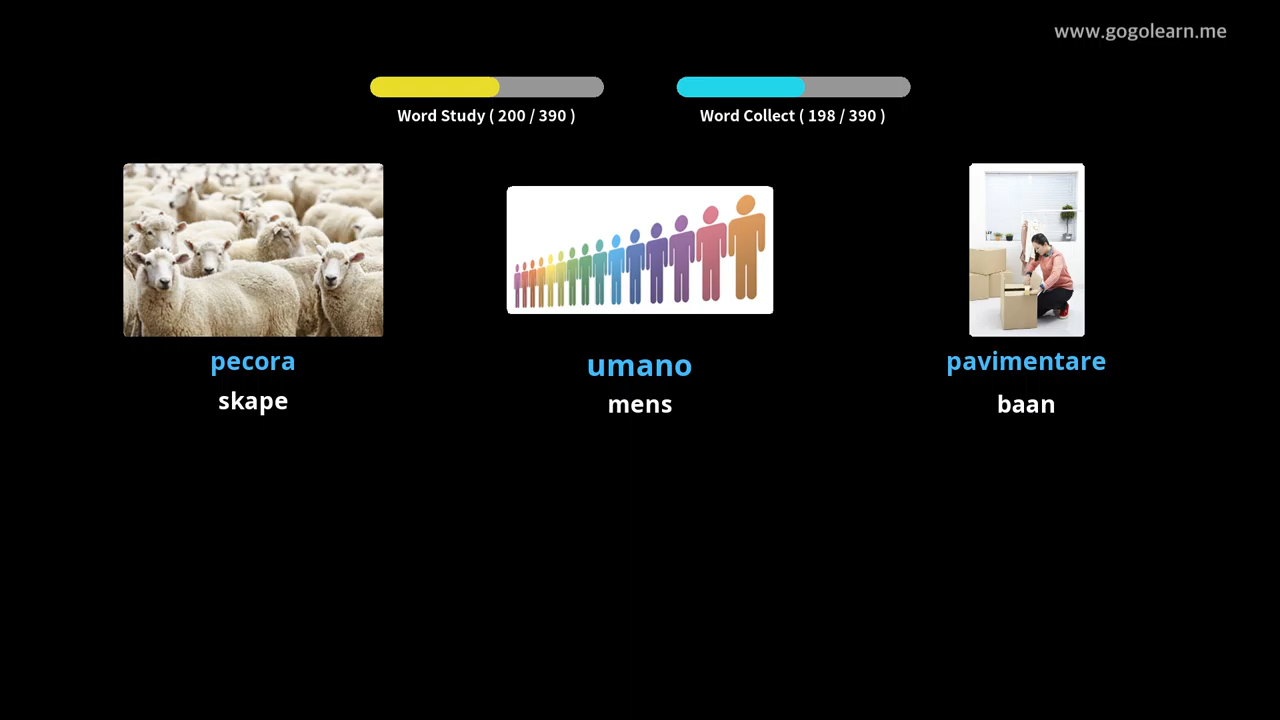 www.gogolearn.me
Word Study ( 200 / 390 )
Word Collect ( 198 / 390 )
pecora
skape
umano
mens
pavimentare
baan